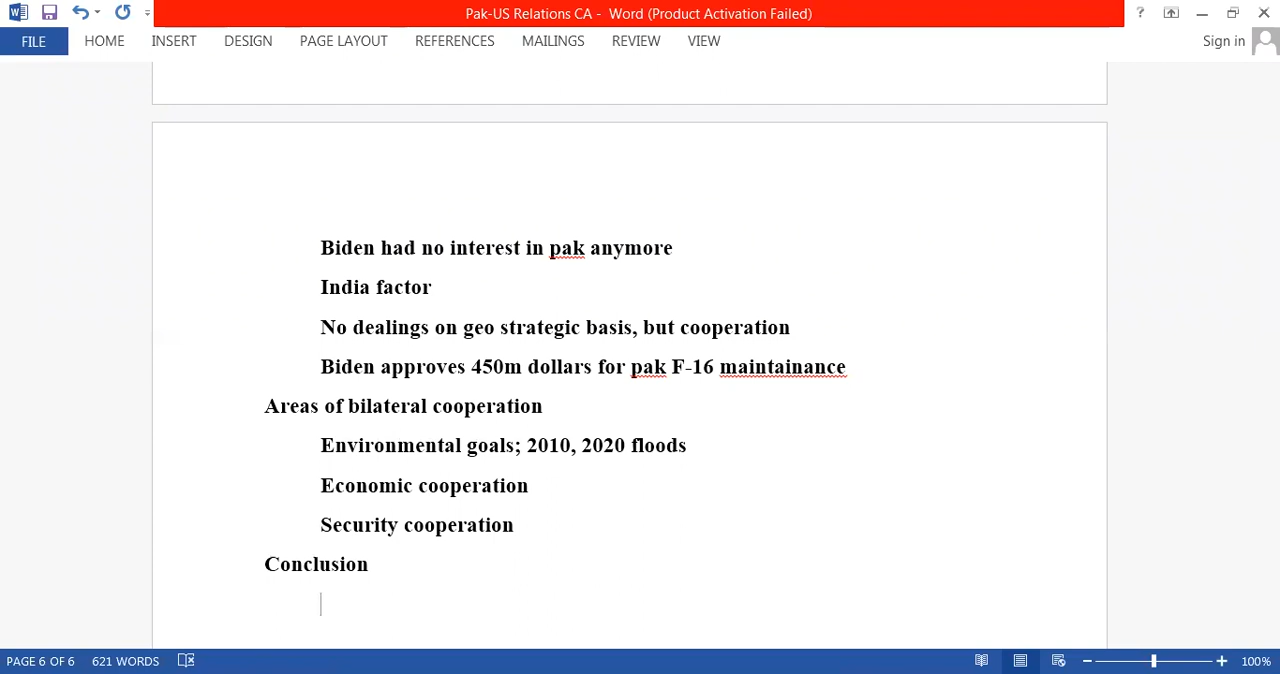 Pak-US Relations CA - Word (Product Activation Failed)
?
FILE HOME INSERT DESIGN PAGE LAYOUT REFERENCES MAILINGS REVIEW VIEW Sign in
Biden had no interest in pak anymore
India factor
No dealings on geo strategic basis, but cooperation
Biden approves 450m dollars for pak F-16 maintainance
Areas of bilateral cooperation
Environmental goals; 2010, 2020 floods
Economic cooperation
Security cooperation
Conclusion
PAGE 6 OF 6 621 WORDS 100%